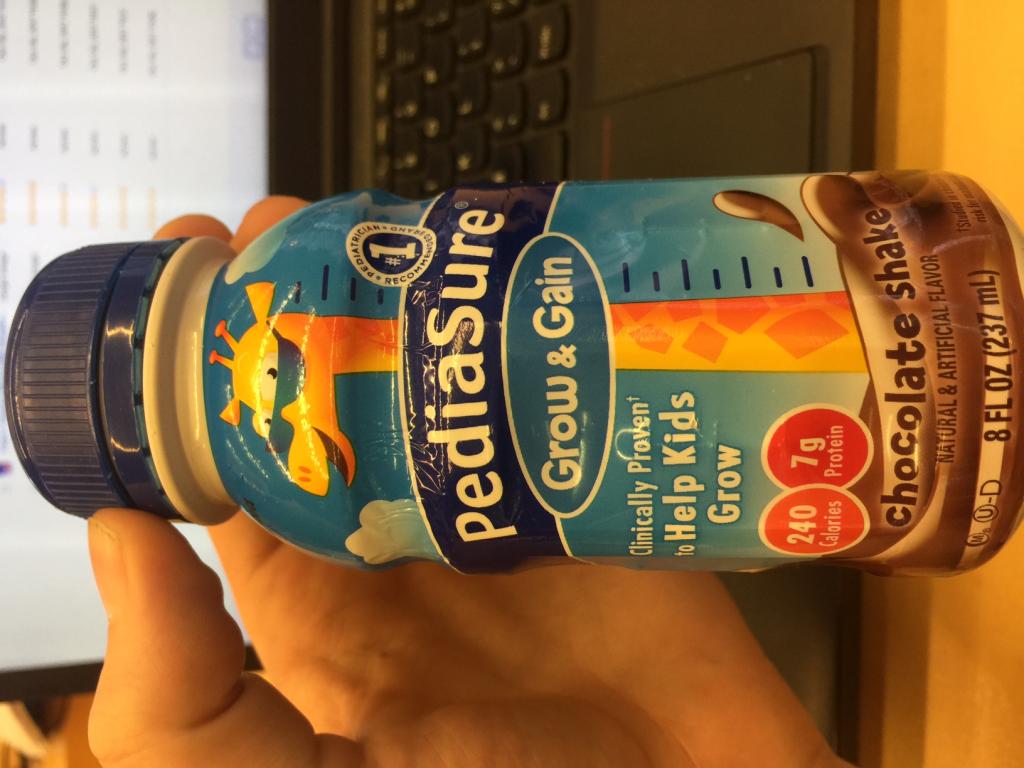 PEDIATRICIAN
#1
RECOMMENDED BRAND
PediaSure®
Grow & Gain
Clinically Proven†
to Help Kids
Grow
240
Calories
7g
Protein
chocolate shake
NATURAL & ARTIFICIAL FLAVOR
8 FL OZ (237 mL)
U-D